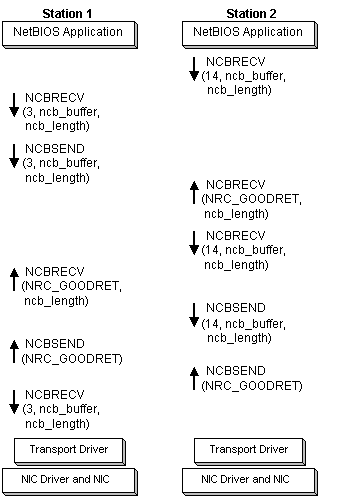 Station 1
NetBIOS Application
NCBRECV
(3, ncb_buffer,
ncb_length)
NCBSEND
(3, ncb_buffer,
ncb_length)
NCBRECV
(NRC_GOODRET,
ncb_length)
NCBSEND
(NRC_GOODRET)
NCBRECV
(3, ncb_buffer,
ncb_length)
Transport Driver
NIC Driver and NIC
Station 2
NetBIOS Application
NCBRECV
(14, ncb_buffer,
ncb_length)
NCBRECV
(NRC_GOODRET,
ncb_length)
NCBRECV
(14, ncb_buffer,
ncb_length)
NCBSEND
(14, ncb_buffer,
ncb_length)
NCBSEND
(NRC_GOODRET)
Transport Driver
NIC Driver and NIC